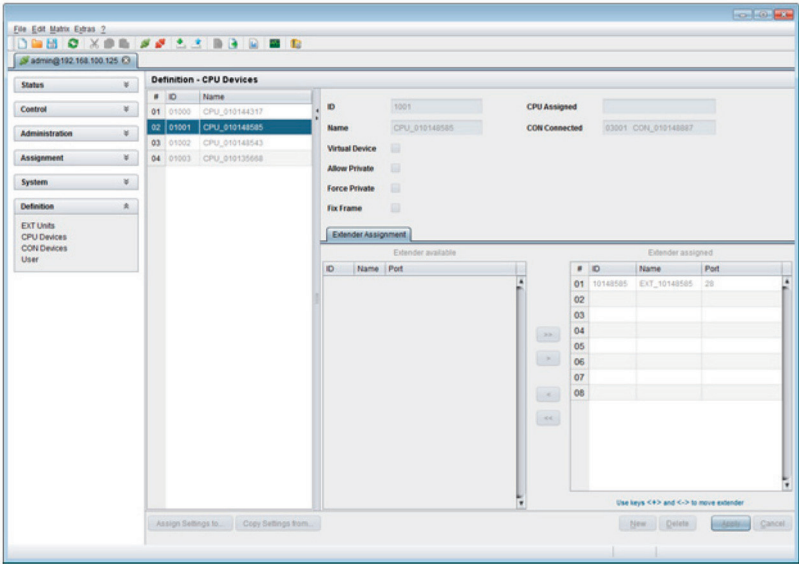 File Edit Matrix Extras ?
admin@192.168.100.125
Status
Control
Administration
Assignment
System
Definition
EXT Units
CPU Devices
CON Devices
User
Definition - CPU Devices
# ID Name
01 01000 CPU_010144317
02 01001 CPU_010148585
03 01002 CPU_010148543
04 01003 CPU_010135668
ID 1001
Name CPU_010148585
Virtual Device
Allow Private
Force Private
Fix Frame
CPU Assigned
CON Connected 03001 CON_010148887
Extender Assignment
Extender available
ID Name Port
>>
>
<
<<
Extender assigned
# ID Name Port
01 10148585 EXT_10148585 28
02
03
04
05
06
07
08
Use keys <+> and <-> to move extender
Assign Settings to... Copy Settings from...
New Delete Apply Cancel